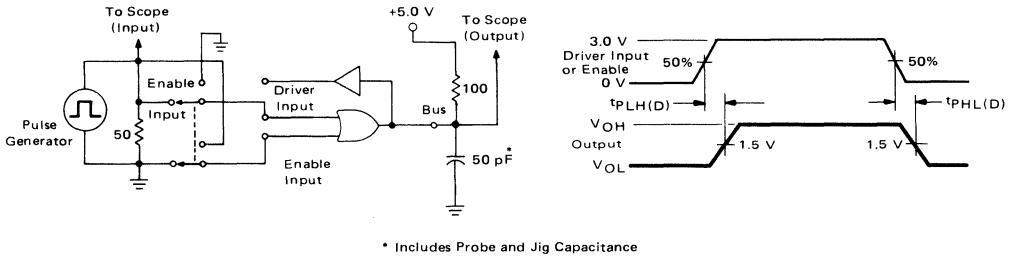 To Scope
(Input)
+5.0 V
To Scope
(Output)
Enable
Input
50
Pulse
Generator
Driver
Input
Enable
Input
Bus
100
50 pF*
3.0 V
Driver Input
or Enable
0 V
50%
50%
tPLH(D)
tPHL(D)
VOH
Output
VOL
1.5 V
1.5 V
* Includes Probe and Jig Capacitance